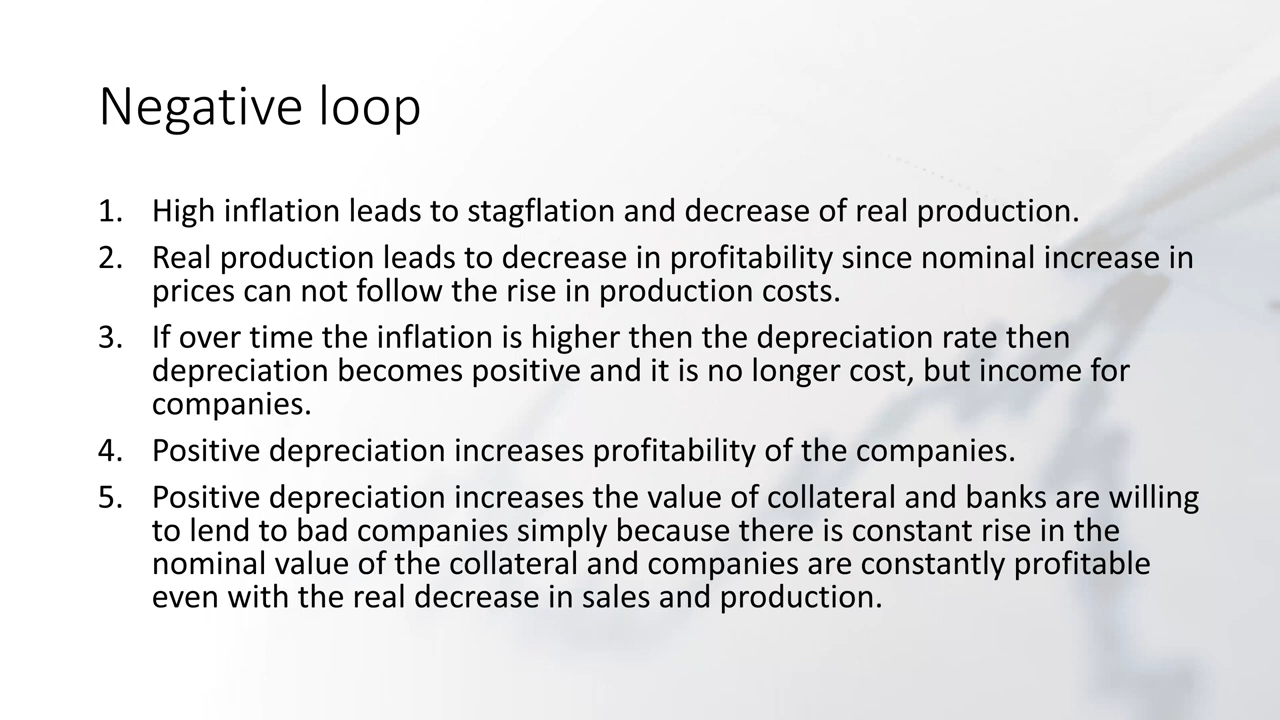 Negative loop
1. High inflation leads to stagflation and decrease of real production.
2. Real production leads to decrease in profitability since nominal increase in
prices can not follow the rise in production costs.
3. If over time the inflation is higher then the depreciation rate then
depreciation becomes positive and it is no longer cost, but income for
companies.
4. Positive depreciation increases profitability of the companies.
5. Positive depreciation increases the value of collateral and banks are willing
to lend to bad companies simply because there is constant rise in the
nominal value of the collateral and companies are constantly profitable
even with the real decrease in sales and production.